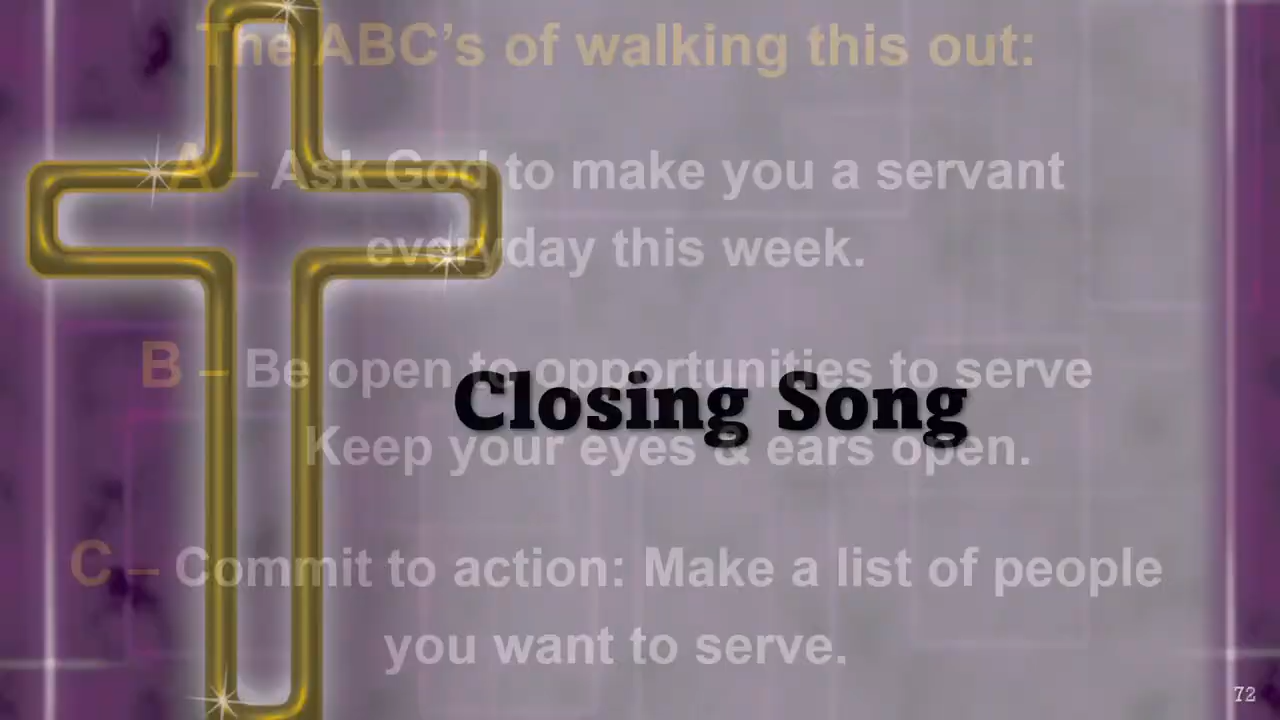 The ABC’s of walking this out:
A – Ask God to make you a servant
everyday this week.
B – Be open to opportunities to serve
Closing Song
Keep your eyes & ears open.
C – Commit to action: Make a list of people
you want to serve.
72